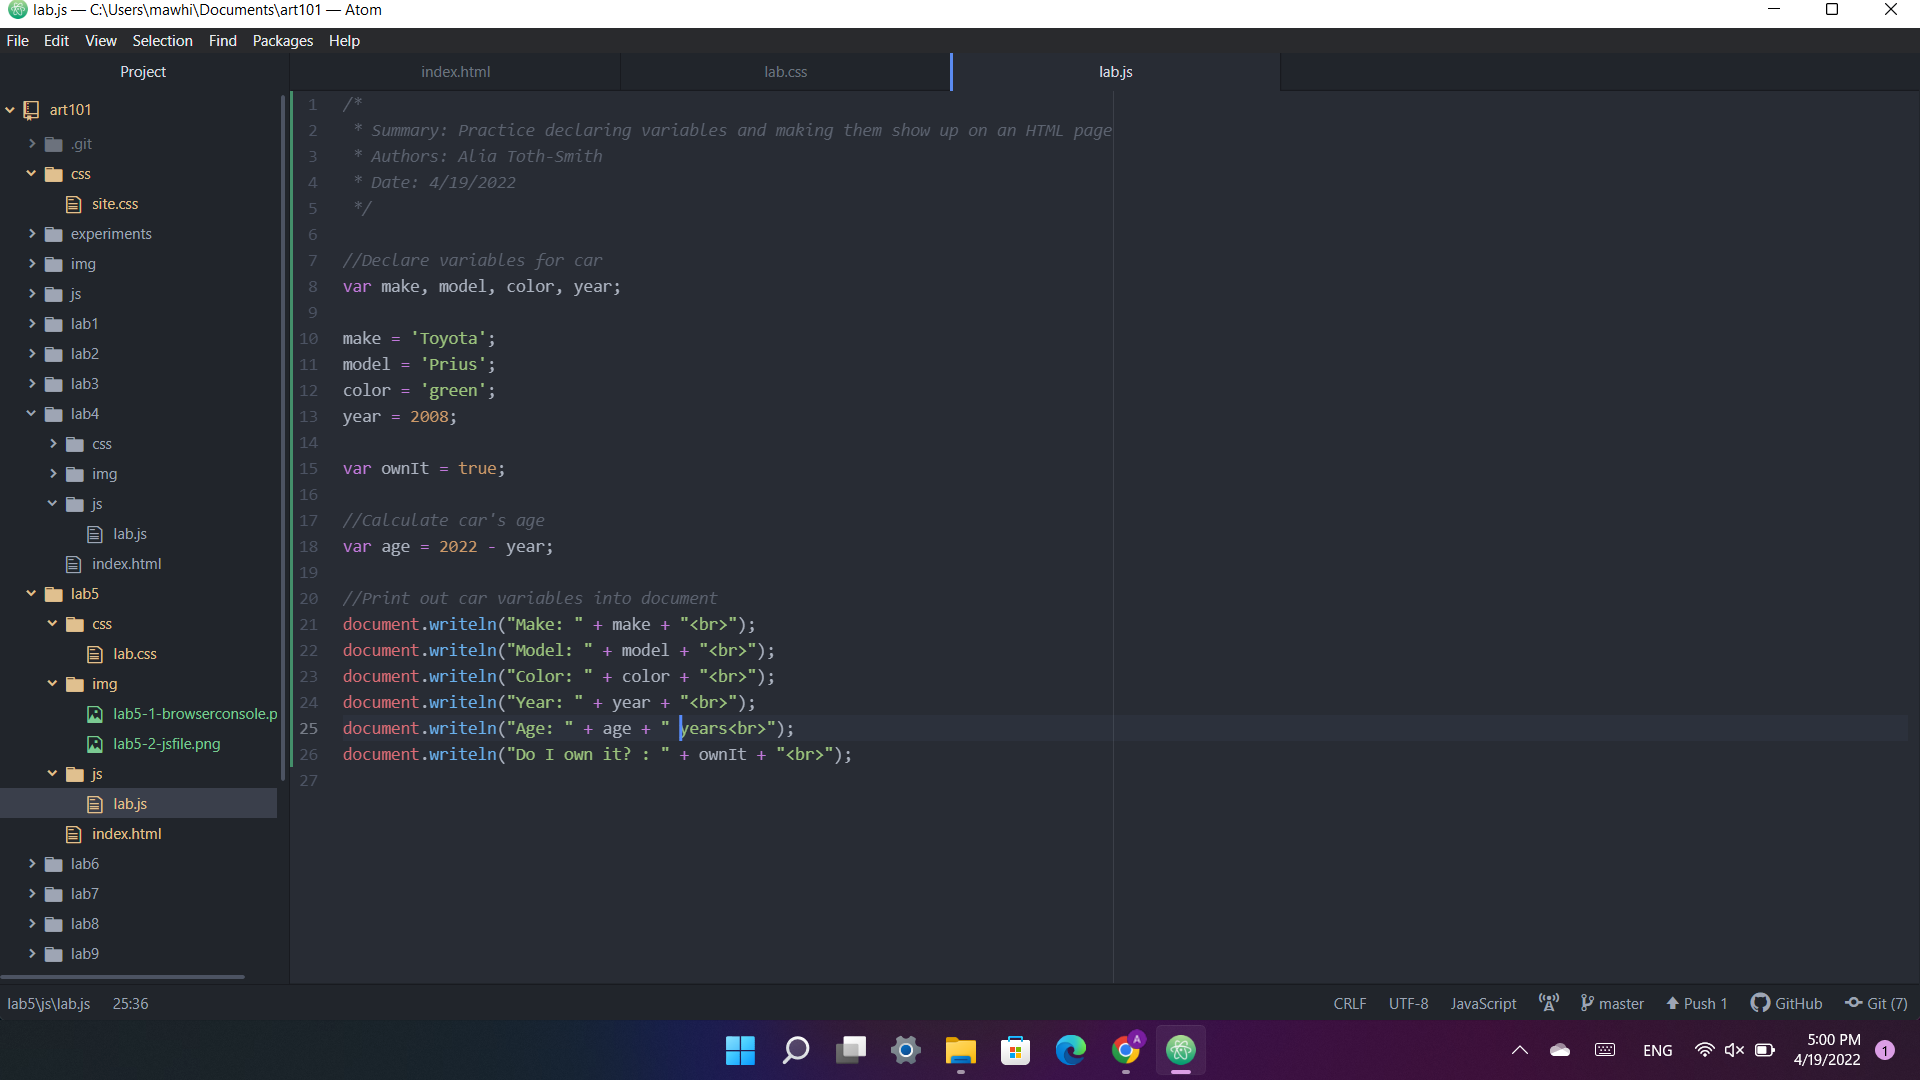 lab.js — C:\Users\mawhi\Documents\art101 — Atom
File Edit View Selection Find Packages Help
Project
index.html lab.css lab.js
art101
.git
css
site.css
experiments
img
js
lab1
lab2
lab3
lab4
css
img
js
lab.js
index.html
lab5
css
lab.css
img
lab5-1-browserconsole.p
lab5-2-jsfile.png
js
lab.js
index.html
lab6
lab7
lab8
lab9
1 /*
2 * Summary: Practice declaring variables and making them show up on an HTML page
3 * Authors: Alia Toth-Smith
4 * Date: 4/19/2022
5 */
6
7 //Declare variables for car
8 var make, model, color, year;
9
10 make = 'Toyota';
11 model = 'Prius';
12 color = 'green';
13 year = 2008;
14
15 var ownIt = true;
16
17 //Calculate car's age
18 var age = 2022 - year;
19
20 //Print out car variables into document
21 document.writeln("Make: " + make + "<br>");
22 document.writeln("Model: " + model + "<br>");
23 document.writeln("Color: " + color + "<br>");
24 document.writeln("Year: " + year + "<br>");
25 document.writeln("Age: " + age + " years<br>");
26 document.writeln("Do I own it? : " + ownIt + "<br>");
27
lab5\js\lab.js 25:36 CRLF UTF-8 JavaScript master Push 1 GitHub Git (7)
A
ENG
5:00 PM
4/19/2022
1